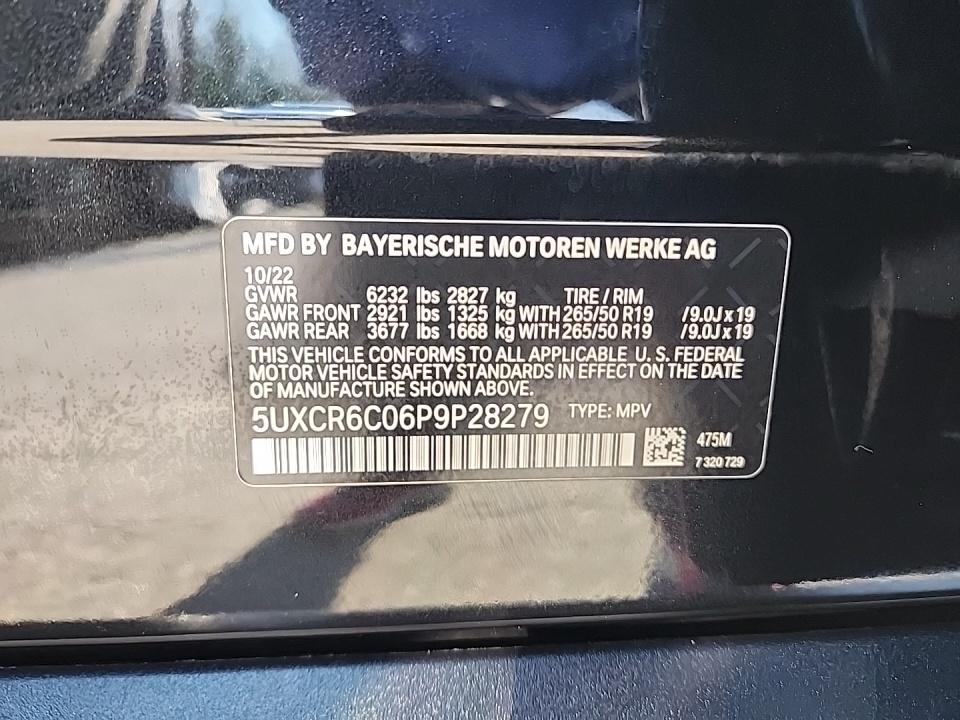 MFD BY BAYERISCHE MOTOREN WERKE AG
10/22
GVWR 6232 lbs 2827 kg TIRE / RIM
GAWR FRONT 2921 lbs 1325 kg WITH 265/50 R19 /9.0J x 19
GAWR REAR 3677 lbs 1668 kg WITH 265/50 R19 /9.0J x 19
THIS VEHICLE CONFORMS TO ALL APPLICABLE U. S. FEDERAL
MOTOR VEHICLE SAFETY STANDARDS IN EFFECT ON THE DATE
OF MANUFACTURE SHOWN ABOVE.
5UXCR6C06P9P28279 TYPE: MPV
475M
7 320 729